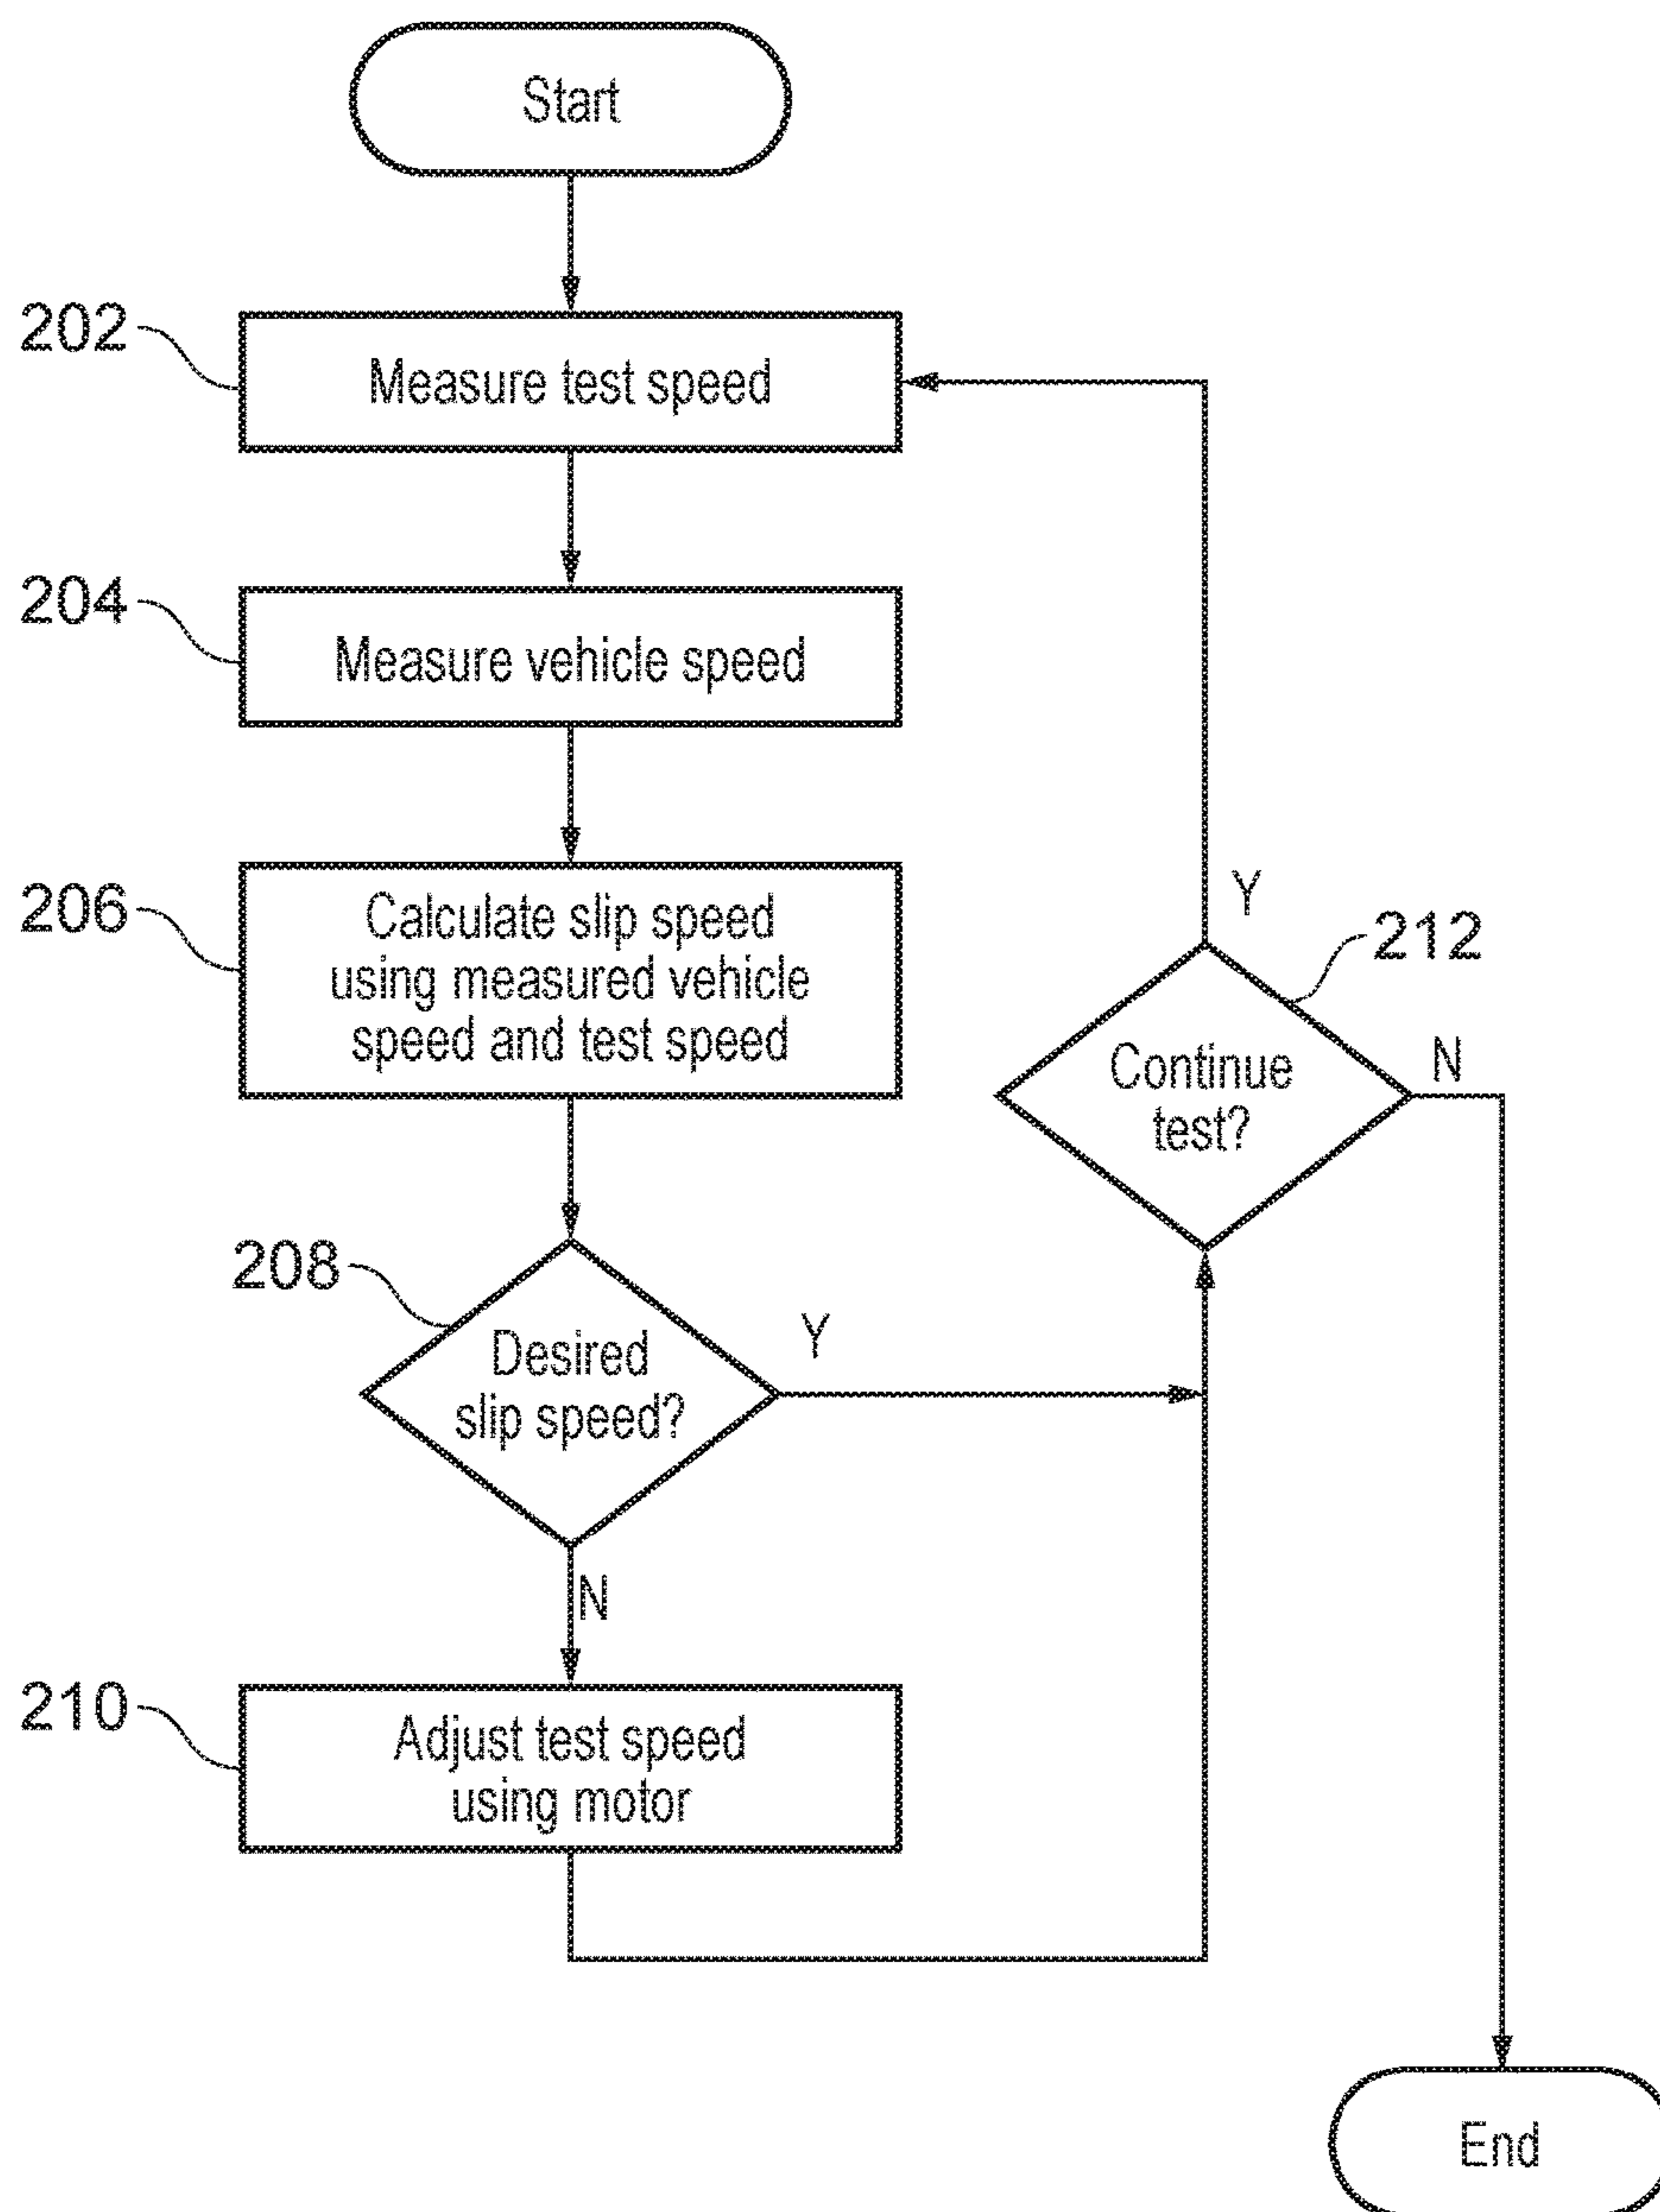 Start
202
Measure test speed
204
Measure vehicle speed
206
Calculate slip speed
using measured vehicle
speed and test speed
Y
212
Continue
test?
N
208
Desired
slip speed?
Y
N
210
Adjust test speed
using motor
End